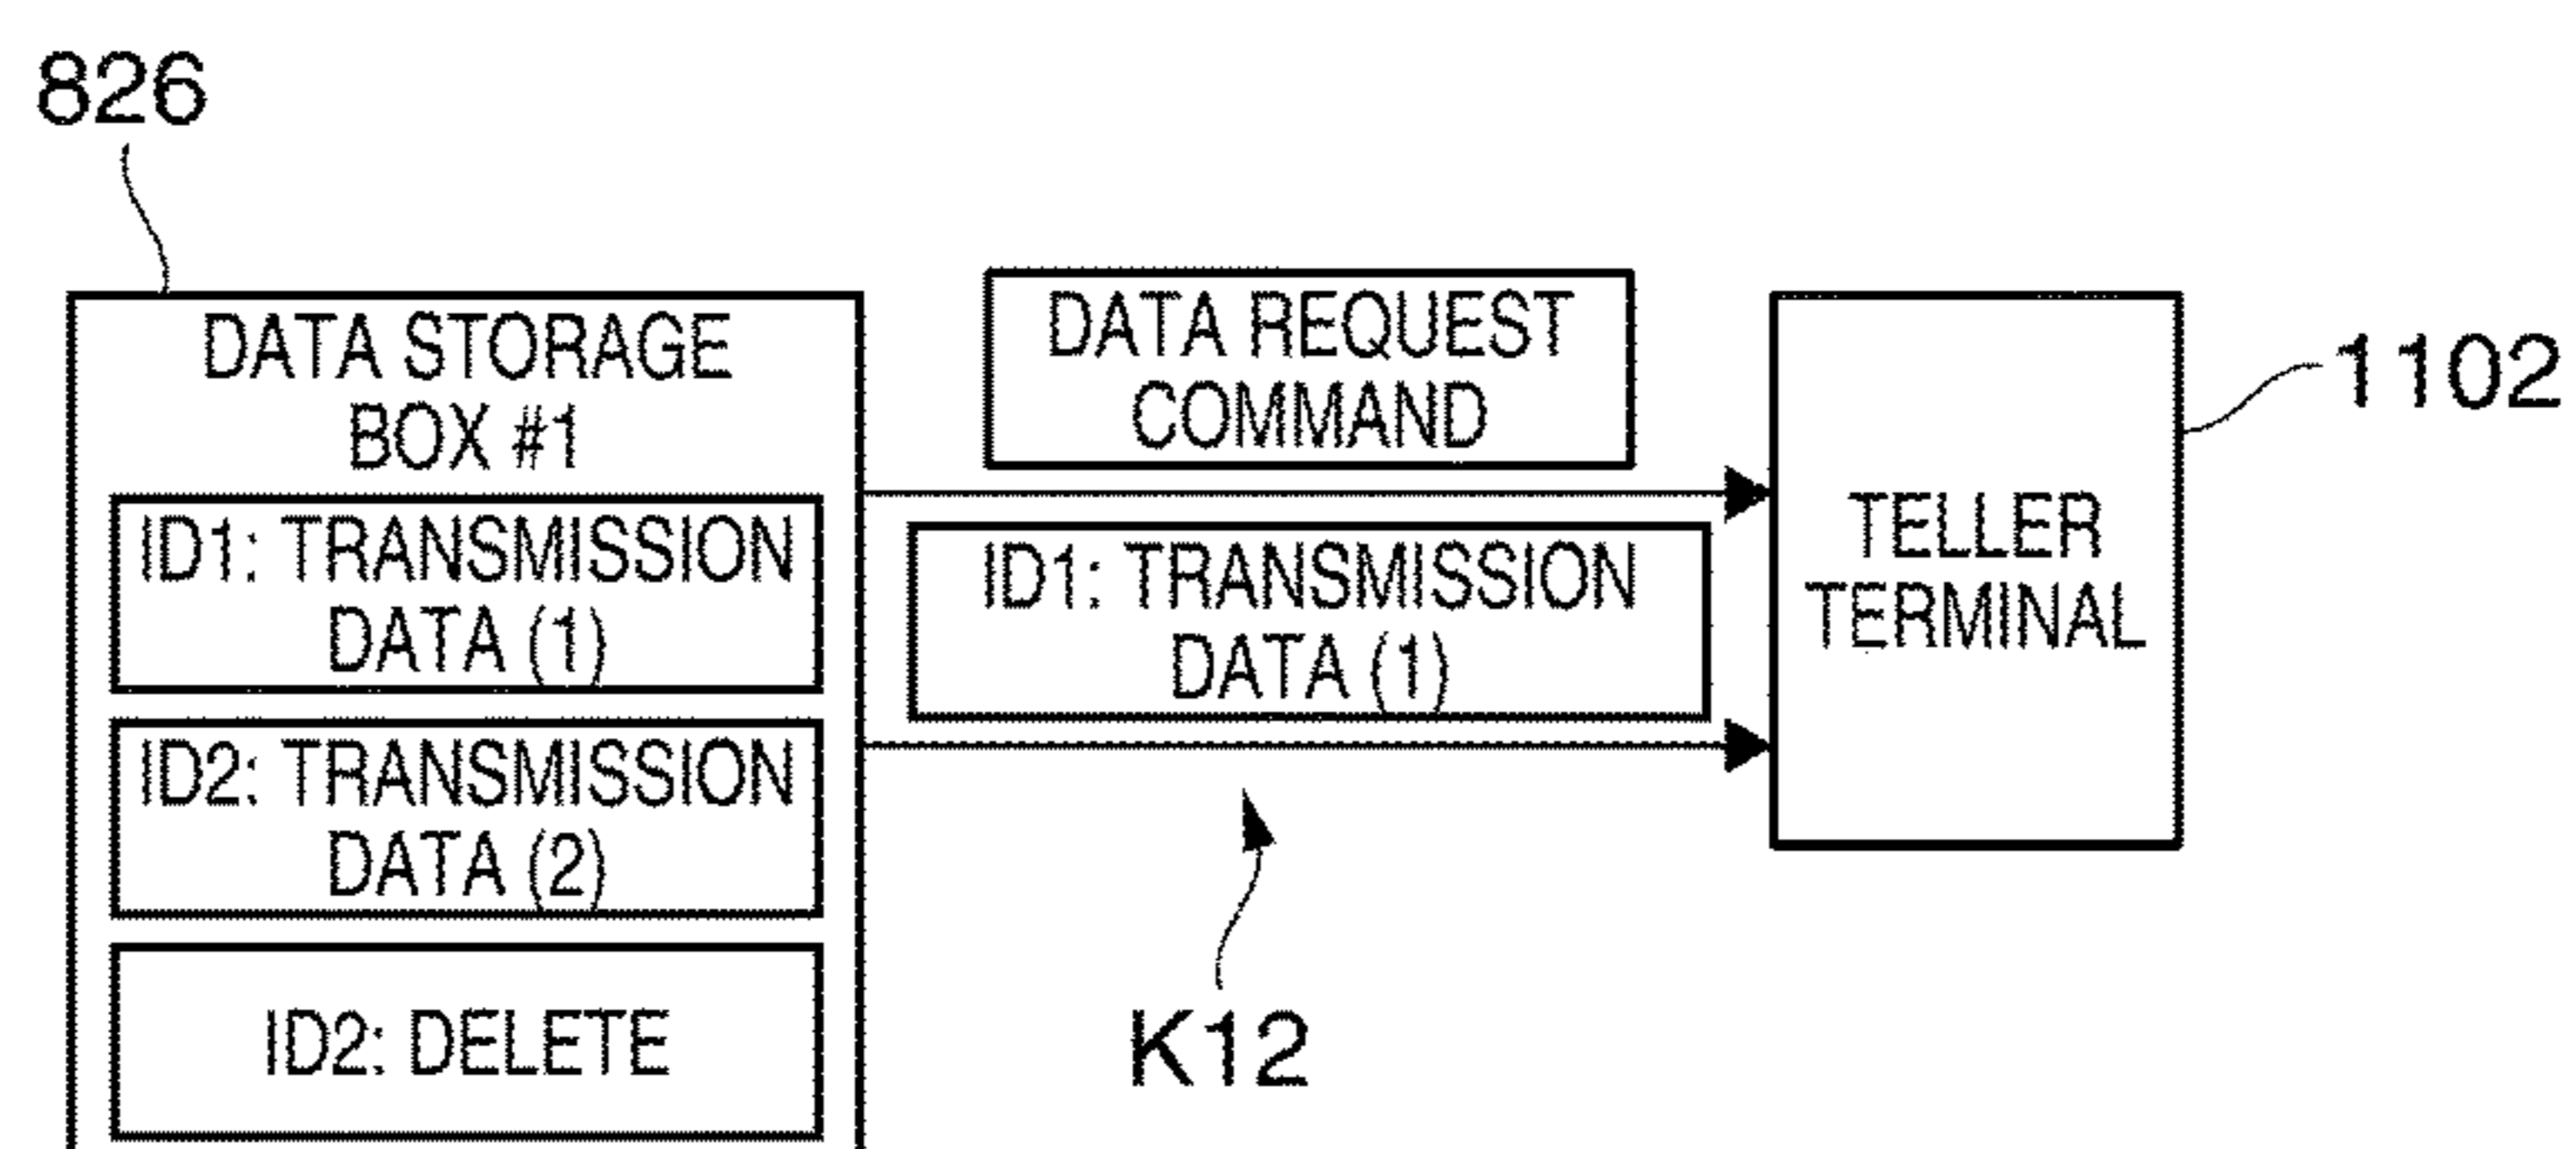 826
DATA STORAGE
BOX #1
ID1: TRANSMISSION
DATA (1)
ID2: TRANSMISSION
DATA (2)
ID2: DELETE
DATA REQUEST
COMMAND
ID1: TRANSMISSION
DATA (1)
K12
TELLER
TERMINAL
1102